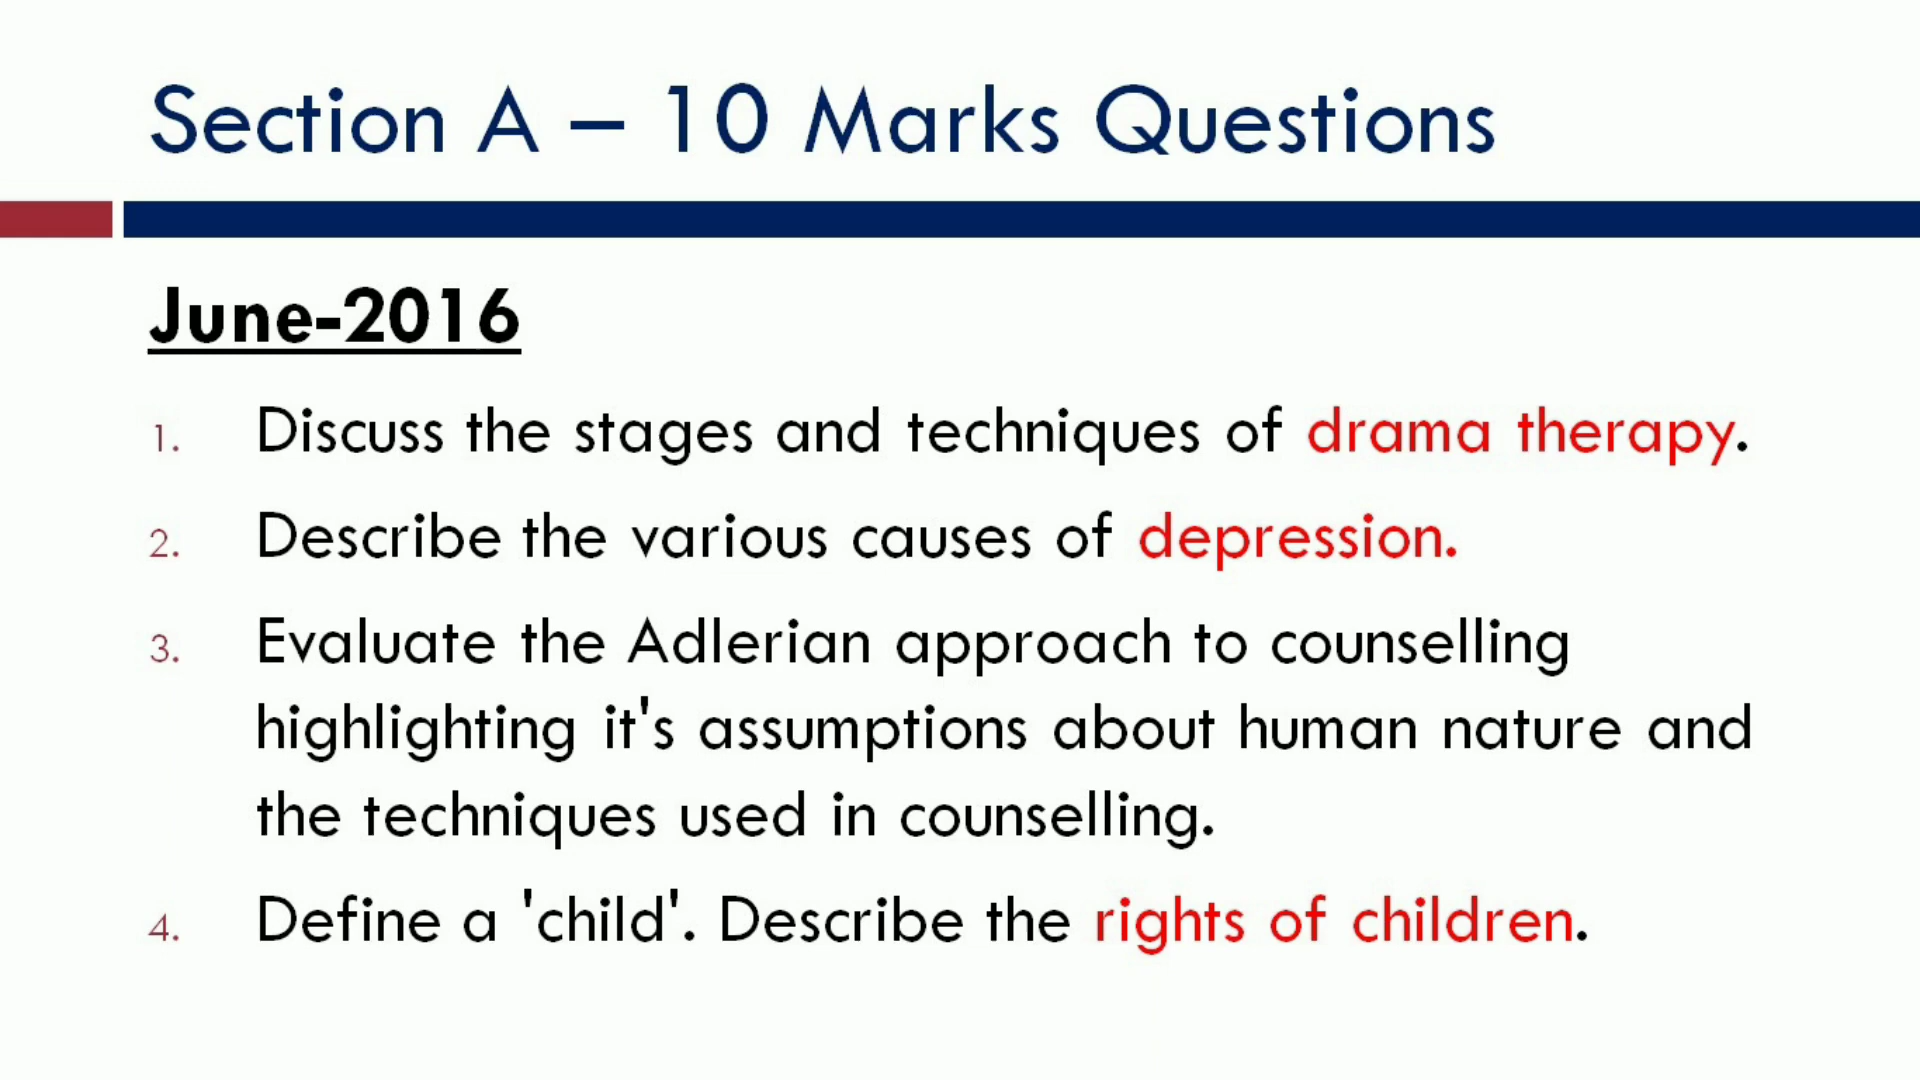 Section A – 10 Marks Questions
June-2016
1. Discuss the stages and techniques of drama therapy.
2. Describe the various causes of depression.
3. Evaluate the Adlerian approach to counselling
highlighting it's assumptions about human nature and
the techniques used in counselling.
4. Define a 'child'. Describe the rights of children.